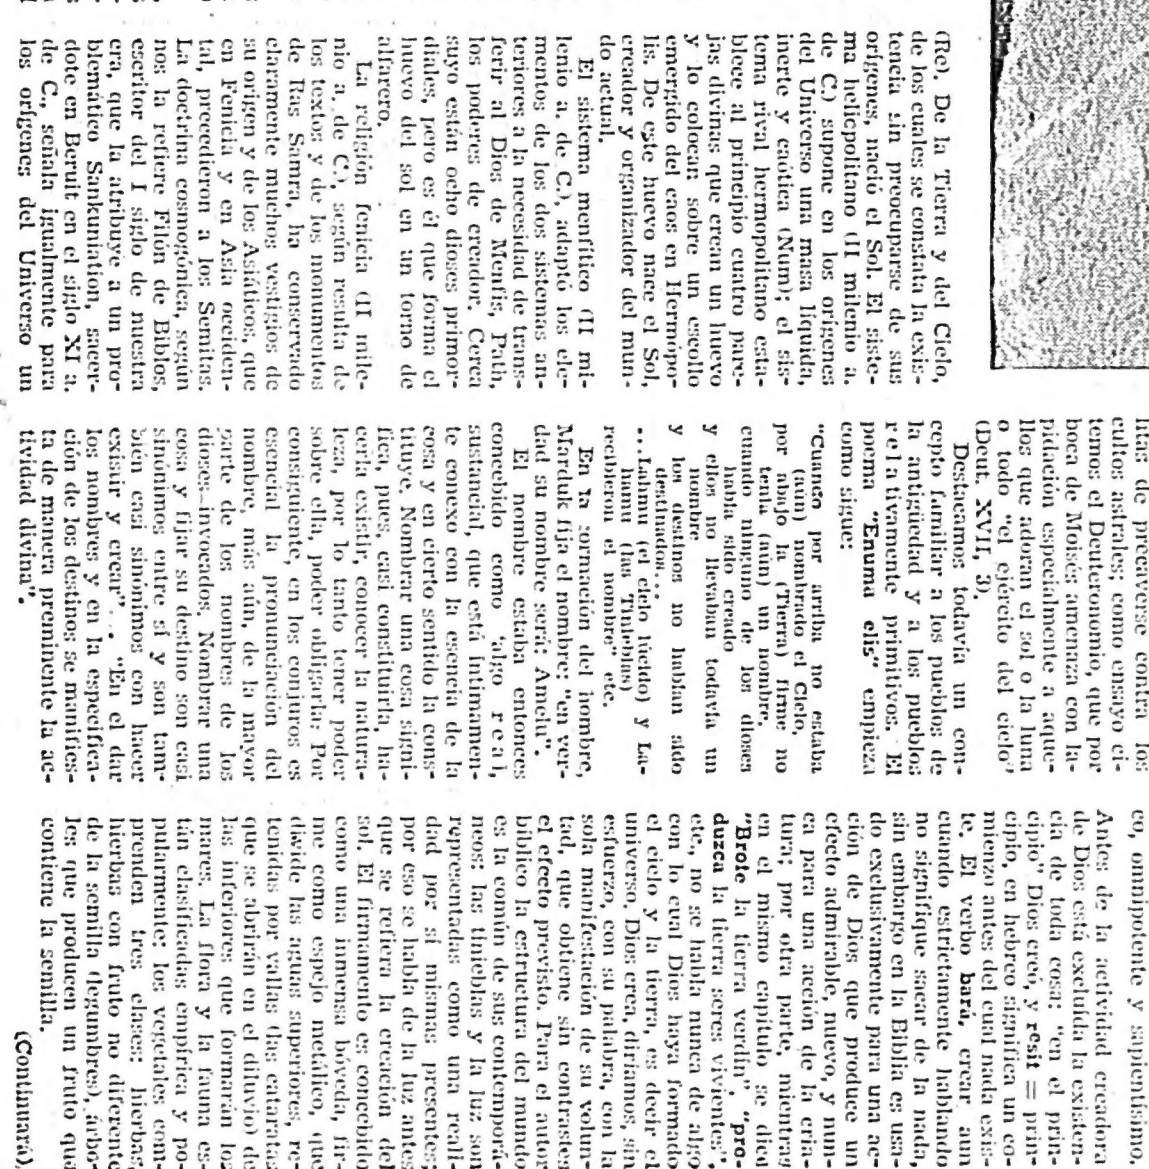 (Re). De la Tierra y del Cielo,
de los cuales se constata la exis-
tencia sin preocuparse de sus
orígenes, nació el Sol. El siste-
ma heliopolitano (II milenio a.
de C.) supone en los orígenes
del Universo una masa líquida,
inerte y caótica (Num); el sis-
tema rival hermopolitano esta-
blece al principio cuatro pare-
jas divinas que crean un huevo
y lo colocan sobre un escollo
emergido del caos en Hermópo-
lis. De este huevo nace el Sol,
creador y organizador del mun-
do actual.
El sistema menfítico (II mi-
lenio a. de C.), adaptó los ele-
mentos de los dos sistemas an-
teriores a la necesidad de trans-
ferir al Dios de Menfis, Path,
los poderes de creador. Cerca
suyo están ocho dioses primor-
diales, pero es él que forma el
huevo del sol en un torno de
alfarero.
La religión fenicia (II mile-
nio a. de C.), según resulta de
los textos y de los monumentos
de Ras Samra, ha conservado
claramente muchos vestigios de
su origen y de los Asiáticos, que
en Fenicia y en Asia occiden-
tal, precedieron a los Semitas.
La doctrina cosmogónica, según
nos la refiere Filón de Biblos,
escritor del I siglo de nuestra
era, que la atribuye a un pro-
blemático Sankuniation, sacer-
dote en Beruit en el siglo XI a.
de C., señala igualmente para
los orígenes del Universo un
litas de precaverse contra los
cultos astrales; como ensayo ci-
temos el Deuteronomio, que por
boca de Moisés amenaza con la-
pidación especialmente a aque-
llos que adoran el sol o la luna
o todo "el ejército del cielo"
(Deut. XVII, 3).
Destacamos todavía un con-
cepto familiar a los pueblos de
la antigüedad y a los pueblos
relativamente primitivos. El
poema "Enuma elis" empieza
como sigue:
"Cuando por arriba no estaba
(aún) nombrado el Cielo,
por abajo la (Tierra) firme no
tenía (aún) un nombre,
cuando ninguno de los dioses
había sido creado
y ellos no llevaban todavía un
nombre
y los destinos no habían sido
destinados...
...Lahmu (el cielo lúcido) y La-
hamu (las Tinieblas)
recibieron el nombre" etc.
En la formación del hombre,
Marduk fija el nombre; "en ver-
dad su nombre será: Amelu".
El nombre estaba entonces
concebido como "algo real,
sustancial, que está íntimamen-
te conexo con la esencia de la
cosa y en cierto sentido la cons-
tituye. Nombrar una cosa signi-
fica, pues, casi constituirla, ha-
cerla existir, conocer la natura-
leza, por lo tanto tener poder
sobre ella, poder obligarla: Por
consiguiente, en los conjuros es
esencial la pronunciación del
nombre, más aún, de la mayor
parte de los nombres de los
dioses—invocados. Nombrar una
cosa y fijar su destino son casi
sinónimos entre sí y son tam-
bién casi sinónimos con hacer
existir y crear"... "En el dar
los nombres y en la especifica-
ción de los destinos se manifies-
ta de manera preminente la ac-
tividad divina".
co, omnipotente y sapientísimo,
Antes de la actividad creadora
de Dios está excluida la existen-
cia de toda cosa: "en el prin-
cipio" Dios creó, y resit = prin-
cipio, en hebreo significa un co-
mienzo antes del cual nada exis-
te. El verbo bará, crear aun
cuando estrictamente hablando
no signifique sacar de la nada,
sin embargo en la Biblia es usa-
do exclusivamente para una ac-
ción de Dios que produce un
efecto admirable, nuevo, y nun-
ca para una acción de la cria-
tura; por otra parte, mientras
en el mismo capítulo se dice
"Brote la tierra verdín", "pro-
duzca la tierra seres vivientes",
etc., no se habla nunca de algo
con lo cual Dios haya formado
el cielo y la tierra, es decir el
universo. Dios crea, diríamos, sin
esfuerzo, con su palabra, con la
sola manifestación de su volun-
tad, que obtiene sin contrastes
el efecto previsto. Para el autor
bíblico la estructura del mundo
es la común de sus contemporá-
neos: las tinieblas y la luz son
representadas como una reali-
dad por sí mismas presentes;
por eso se habla de la luz antes
que se refiera la creación del
sol. El firmamento es concebido
como una inmensa bóveda, fir-
me como espejo metálico, que
divide las aguas superiores, re-
tenidas por vallas (las cataratas
que se abrirán en el diluvio) de
las inferiores que formarán los
mares. La flora y la fauna es-
tán clasificadas empírica y po-
pularmente; los vegetales com-
prenden tres clases: hierbas,
hierbas con fruto no diferente
de la semilla (legumbres), árbo-
les que producen un fruto que
contiene la semilla.
(Continuará).